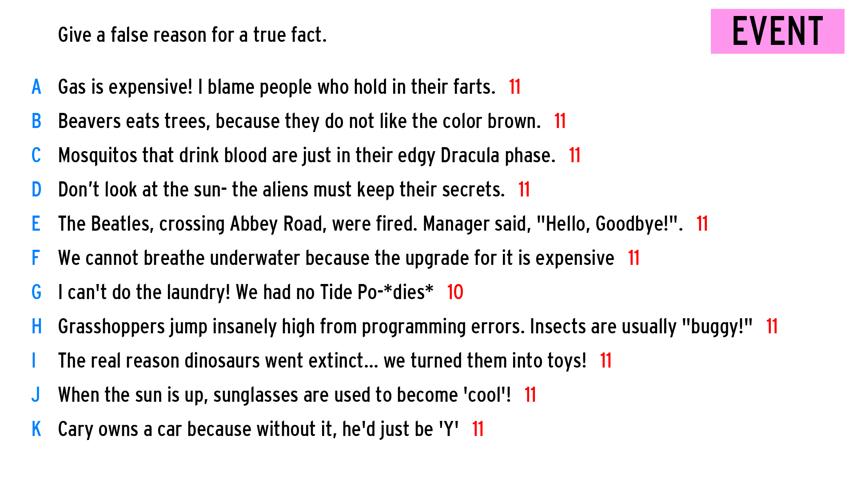 Give a false reason for a true fact.
EVENT
A Gas is expensive! I blame people who hold in their farts. 11
B Beavers eats trees, because they do not like the color brown. 11
C Mosquitos that drink blood are just in their edgy Dracula phase. 11
D Don't look at the sun- the aliens must keep their secrets. 11
E The Beatles, crossing Abbey Road, were fired. Manager said, "Hello, Goodbye!". 11
F We cannot breathe underwater because the upgrade for it is expensive 11
G I can't do the laundry! We had no Tide Po-*dies* 10
H Grasshoppers jump insanely high from programming errors. Insects are usually "buggy!" 11
I The real reason dinosaurs went extinct... we turned them into toys! 11
J When the sun is up, sunglasses are used to become 'cool'! 11
K Cary owns a car because without it, he'd just be 'Y' 11